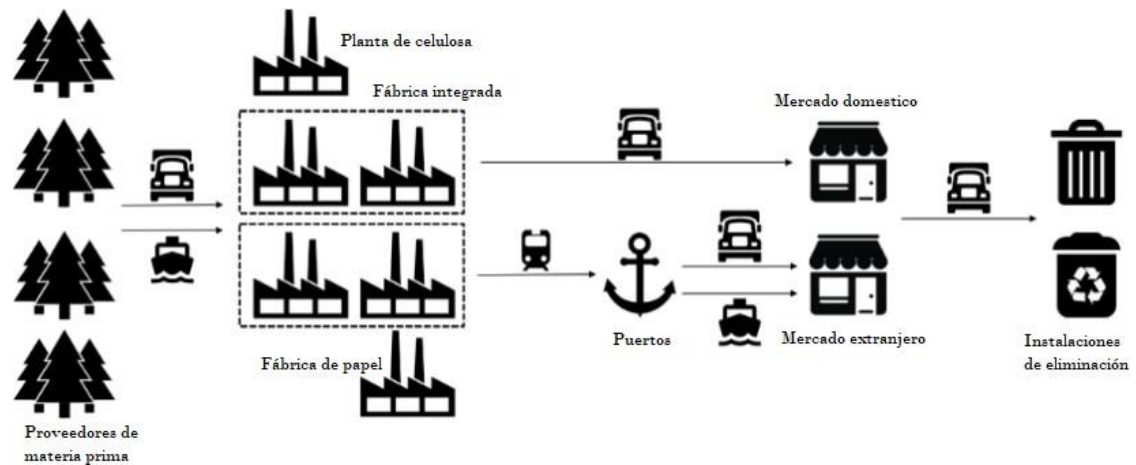 Planta de celulosa
Fábrica integrada
Mercado domestico
Fábrica de papel
Puertos
Mercado extranjero
Instalaciones
de eliminación
Proveedores de
materia prima